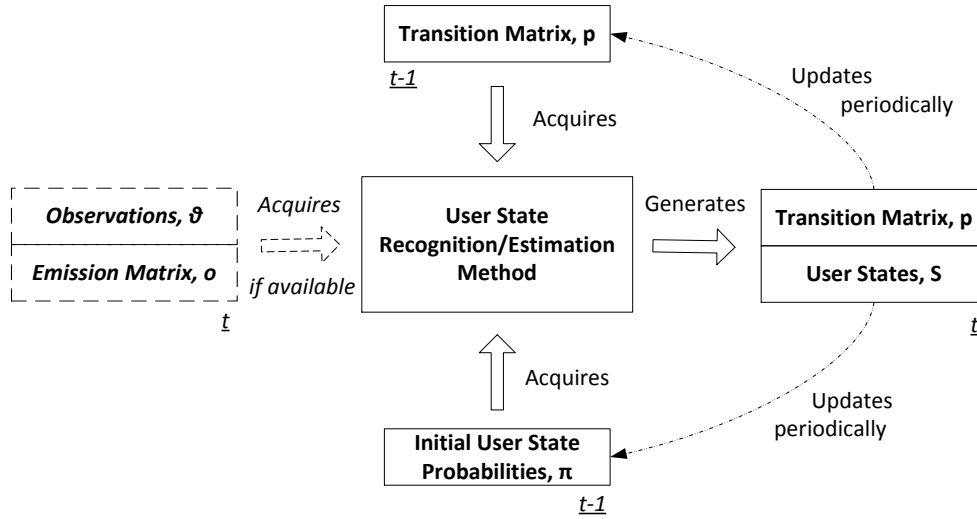 Transition Matrix, p
t-1
Updates
periodically
Acquires
Observations, ϑ
Emission Matrix, o
t
Acquires
if available
User State
Recognition/Estimation
Method
Generates
Transition Matrix, p
User States, S
t
Acquires
Updates
periodically
Initial User State
Probabilities, π
t-1